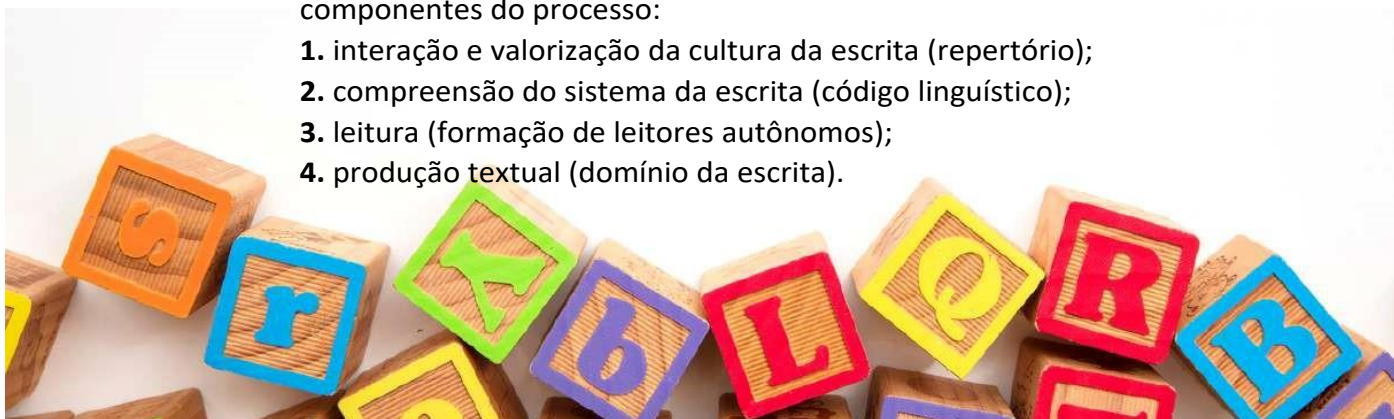 componentes do processo:
1. interação e valorização da cultura da escrita (repertório);
2. compreensão do sistema da escrita (código linguístico);
3. leitura (formação de leitores autônomos);
4. produção textual (domínio da escrita).
s r Y b L Q R B